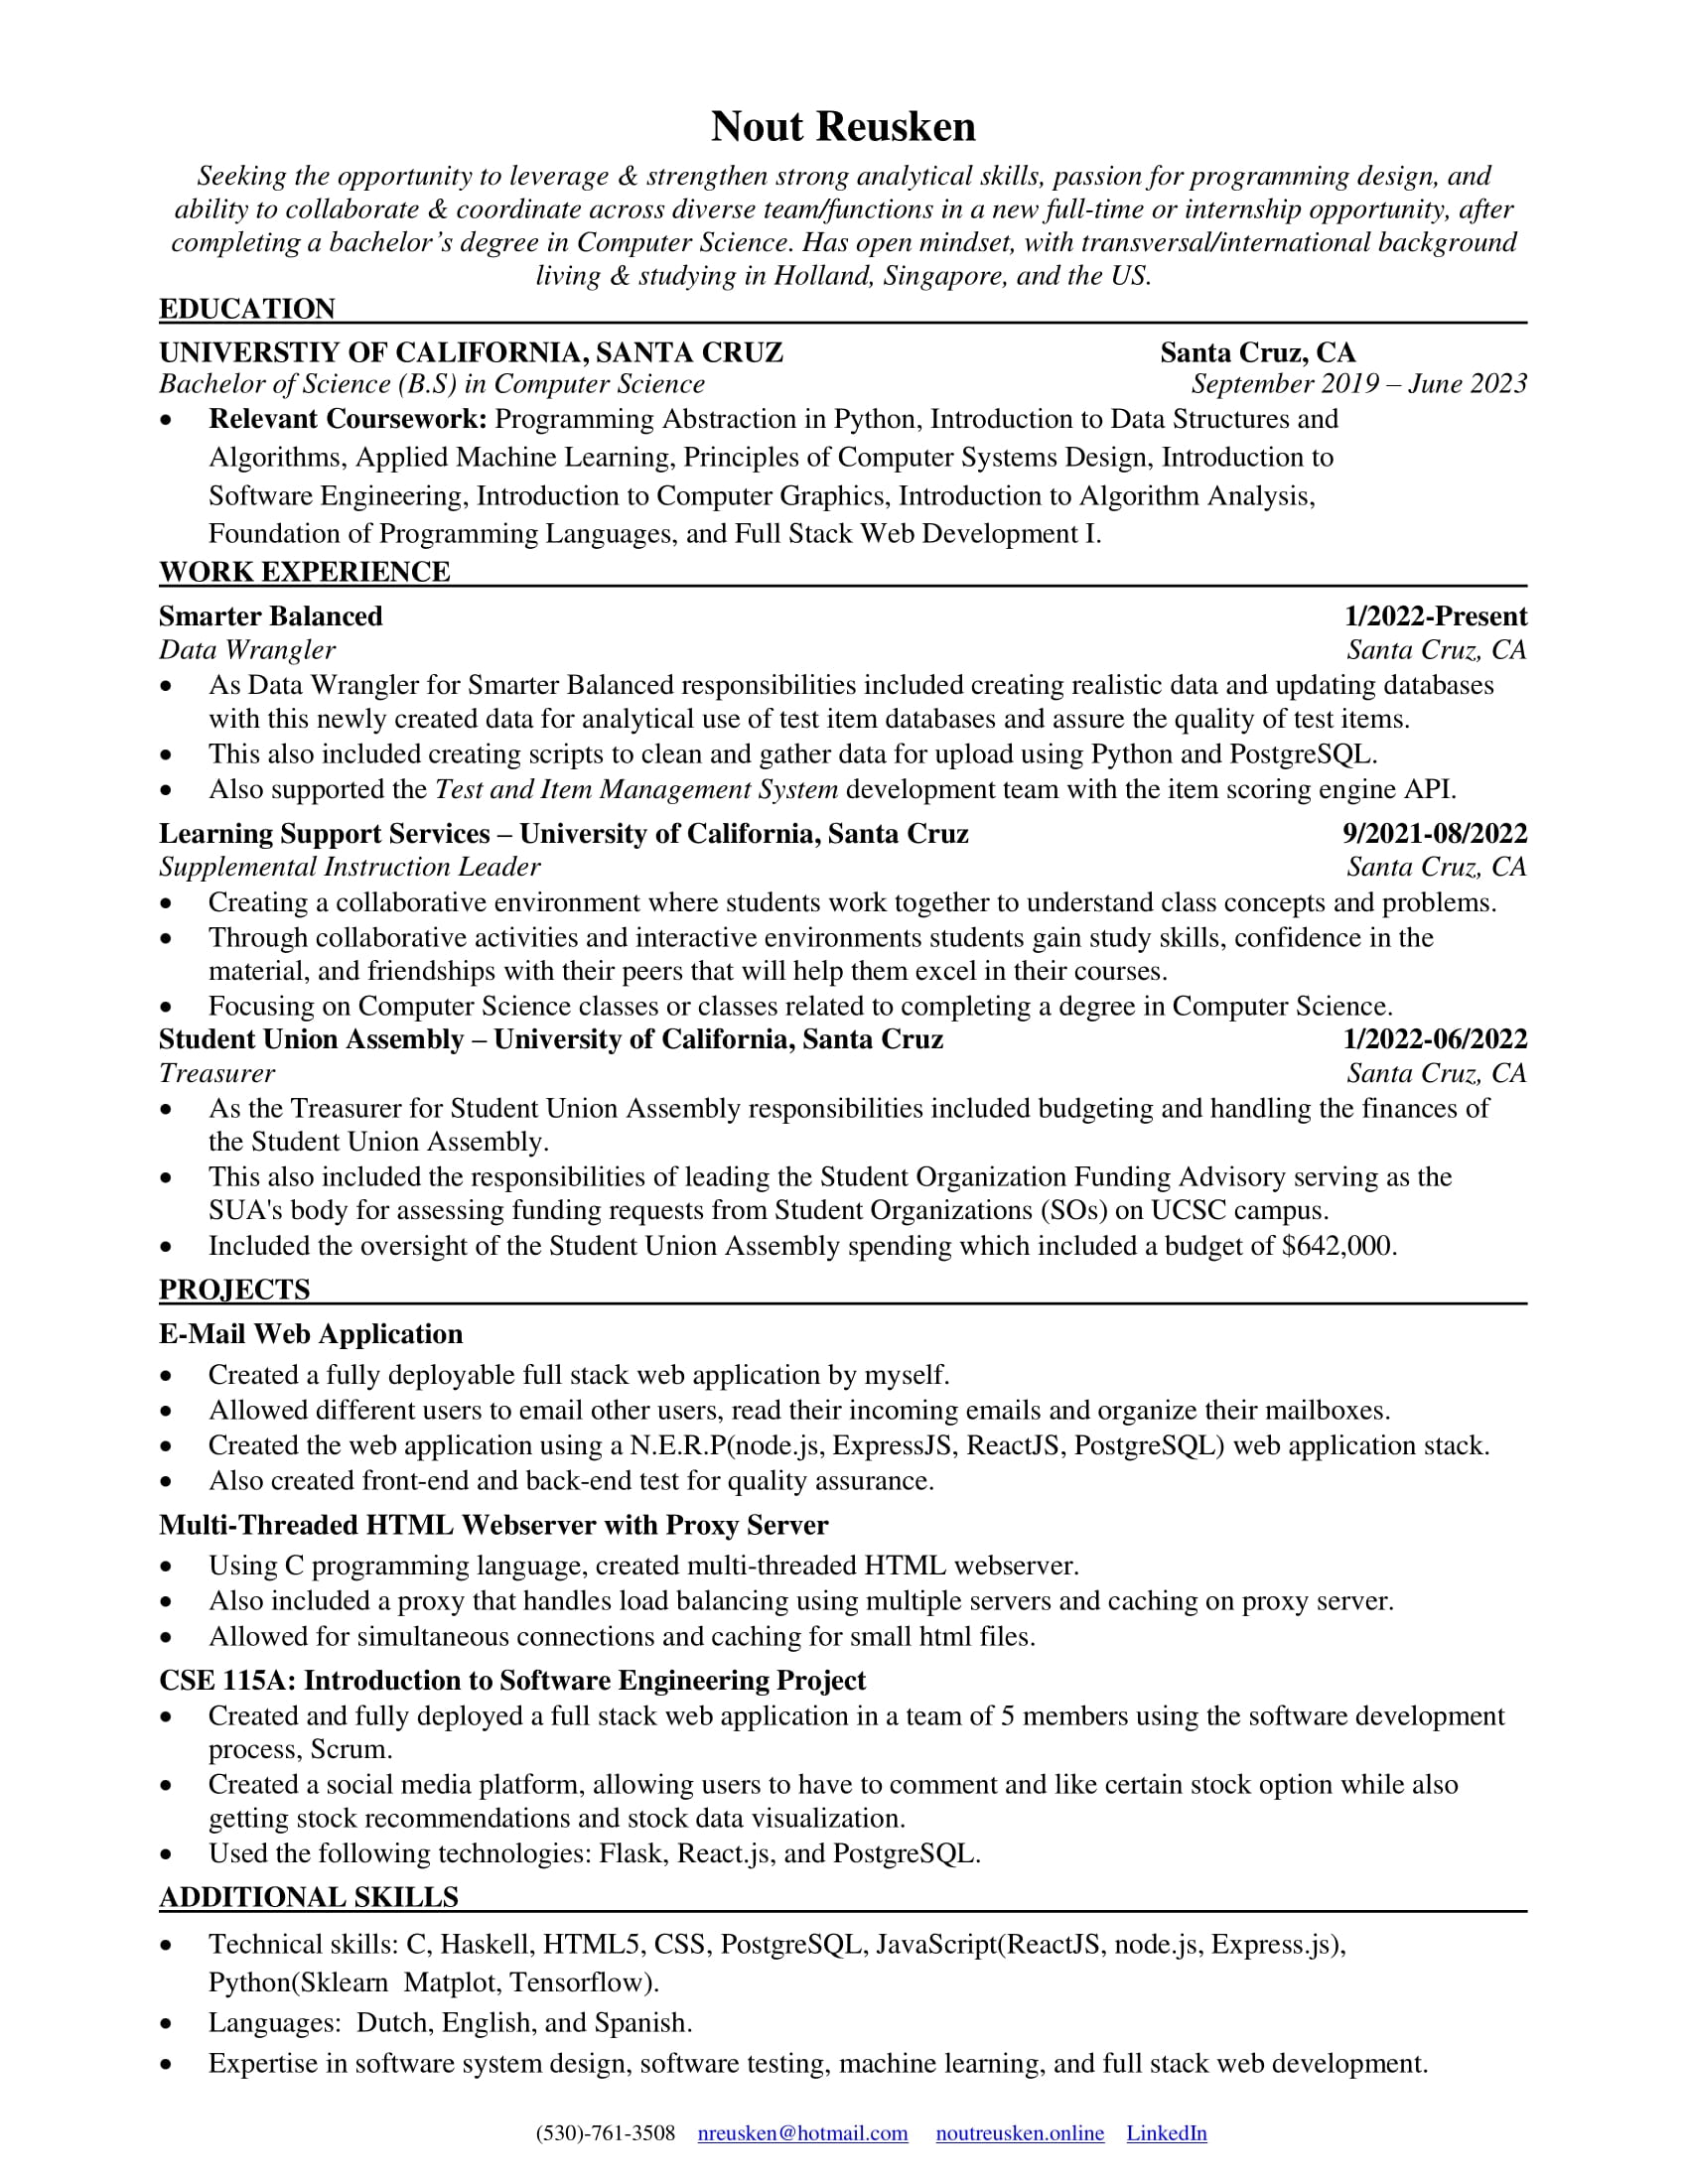 Nout Reusken
Seeking the opportunity to leverage & strengthen strong analytical skills, passion for programming design, and
ability to collaborate & coordinate across diverse team/functions in a new full-time or internship opportunity, after
completing a bachelor’s degree in Computer Science. Has open mindset, with transversal/international background
living & studying in Holland, Singapore, and the US.
EDUCATION
UNIVERSTIY OF CALIFORNIA, SANTA CRUZ Santa Cruz, CA
Bachelor of Science (B.S) in Computer Science September 2019 – June 2023
• Relevant Coursework: Programming Abstraction in Python, Introduction to Data Structures and
Algorithms, Applied Machine Learning, Principles of Computer Systems Design, Introduction to
Software Engineering, Introduction to Computer Graphics, Introduction to Algorithm Analysis,
Foundation of Programming Languages, and Full Stack Web Development I.
WORK EXPERIENCE
Smarter Balanced 1/2022-Present
Data Wrangler Santa Cruz, CA
• As Data Wrangler for Smarter Balanced responsibilities included creating realistic data and updating databases
with this newly created data for analytical use of test item databases and assure the quality of test items.
• This also included creating scripts to clean and gather data for upload using Python and PostgreSQL.
• Also supported the Test and Item Management System development team with the item scoring engine API.
Learning Support Services – University of California, Santa Cruz 9/2021-08/2022
Supplemental Instruction Leader Santa Cruz, CA
• Creating a collaborative environment where students work together to understand class concepts and problems.
• Through collaborative activities and interactive environments students gain study skills, confidence in the
material, and friendships with their peers that will help them excel in their courses.
• Focusing on Computer Science classes or classes related to completing a degree in Computer Science.
Student Union Assembly – University of California, Santa Cruz 1/2022-06/2022
Treasurer Santa Cruz, CA
• As the Treasurer for Student Union Assembly responsibilities included budgeting and handling the finances of
the Student Union Assembly.
• This also included the responsibilities of leading the Student Organization Funding Advisory serving as the
SUA's body for assessing funding requests from Student Organizations (SOs) on UCSC campus.
• Included the oversight of the Student Union Assembly spending which included a budget of $642,000.
PROJECTS
E-Mail Web Application
• Created a fully deployable full stack web application by myself.
• Allowed different users to email other users, read their incoming emails and organize their mailboxes.
• Created the web application using a N.E.R.P(node.js, ExpressJS, ReactJS, PostgreSQL) web application stack.
• Also created front-end and back-end test for quality assurance.
Multi-Threaded HTML Webserver with Proxy Server
• Using C programming language, created multi-threaded HTML webserver.
• Also included a proxy that handles load balancing using multiple servers and caching on proxy server.
• Allowed for simultaneous connections and caching for small html files.
CSE 115A: Introduction to Software Engineering Project
• Created and fully deployed a full stack web application in a team of 5 members using the software development
process, Scrum.
• Created a social media platform, allowing users to have to comment and like certain stock option while also
getting stock recommendations and stock data visualization.
• Used the following technologies: Flask, React.js, and PostgreSQL.
ADDITIONAL SKILLS
• Technical skills: C, Haskell, HTML5, CSS, PostgreSQL, JavaScript(ReactJS, node.js, Express.js),
Python(Sklearn  Matplot, Tensorflow).
• Languages:  Dutch, English, and Spanish.
• Expertise in software system design, software testing, machine learning, and full stack web development.
(530)-761-3508 nreusken@hotmail.com noutreusken.online LinkedIn